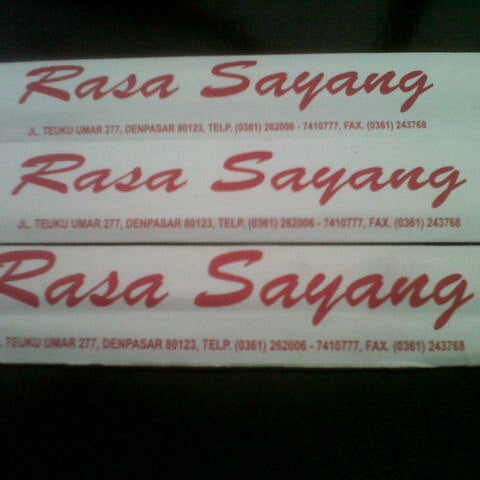 Rasa Sayang
JL. TEUKU UMAR 277, DENPASAR 80123, TELP. (0361) 262006 - 7410777, FAX. (0361) 243768
Rasa Sayang
JL. TEUKU UMAR 277, DENPASAR 80123, TELP. (0361) 262006 - 7410777, FAX. (0361) 243768
Rasa Sayang
. TEUKU UMAR 277, DENPASAR 80123, TELP. (0361) 262006 - 7410777, FAX. (0361) 243768